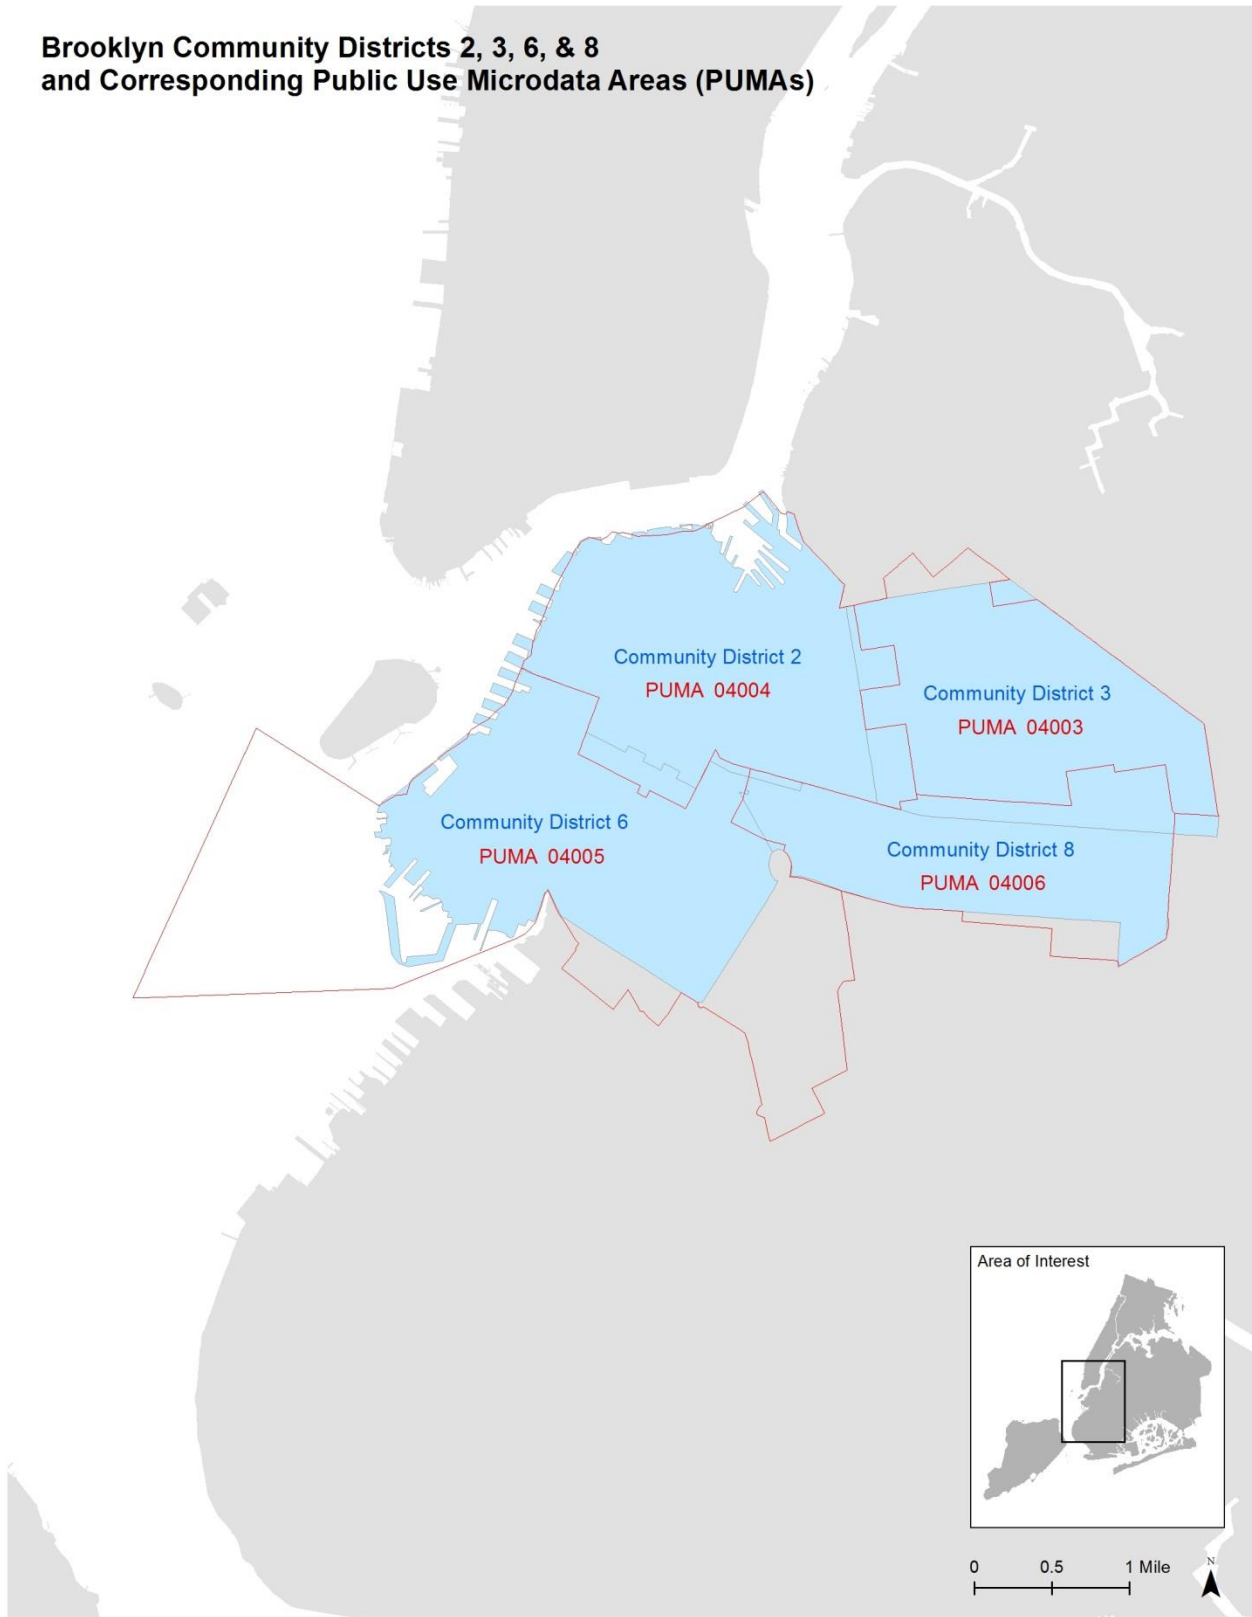 Brooklyn Community Districts 2, 3, 6, & 8
and Corresponding Public Use Microdata Areas (PUMAs)
Community District 2
PUMA 04004
Community District 3
PUMA 04003
Community District 6
PUMA 04005
Community District 8
PUMA 04006
Area of Interest
0 0.5 1 Mile
N